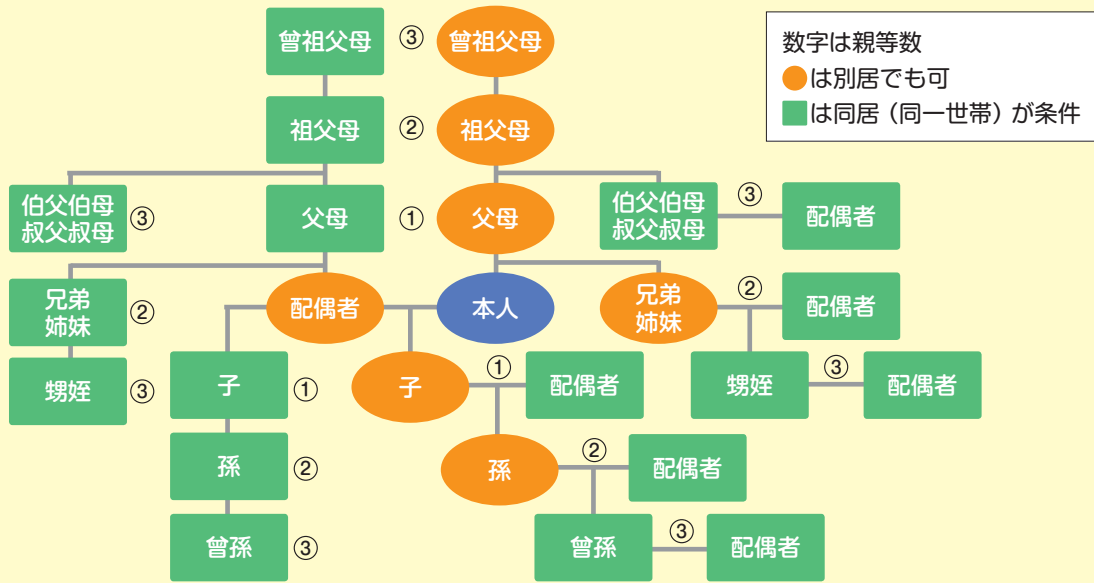 曾祖父母
③
曾祖父母
数字は親等数
は別居でも可
は同居（同一世帯）が条件
祖父母
②
祖父母
伯父伯母
叔父叔母
③
父母
①
父母
伯父伯母
叔父叔母
③
配偶者
兄弟
姉妹
②
配偶者
本人
兄弟
姉妹
②
配偶者
甥姪
③
子
①
子
①
配偶者
甥姪
③
配偶者
孫
②
孫
②
配偶者
曾孫
③
曾孫
③
配偶者